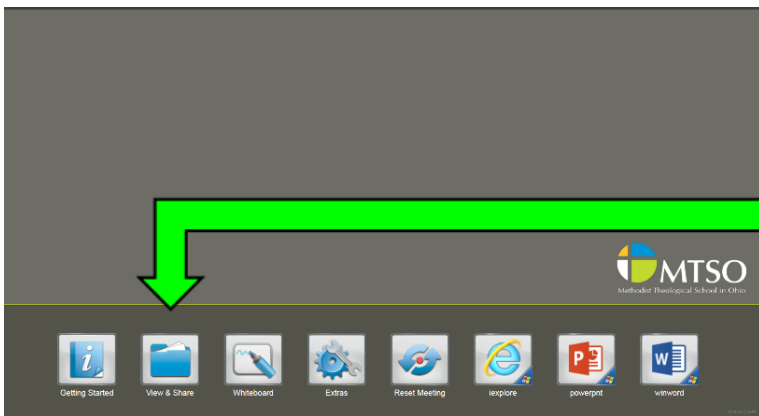 MTSO
Methodist Theological School in Ohio
Getting Started
View & Share
Whiteboard
Extras
Reset Meeting
iexplore
powerpnt
winword